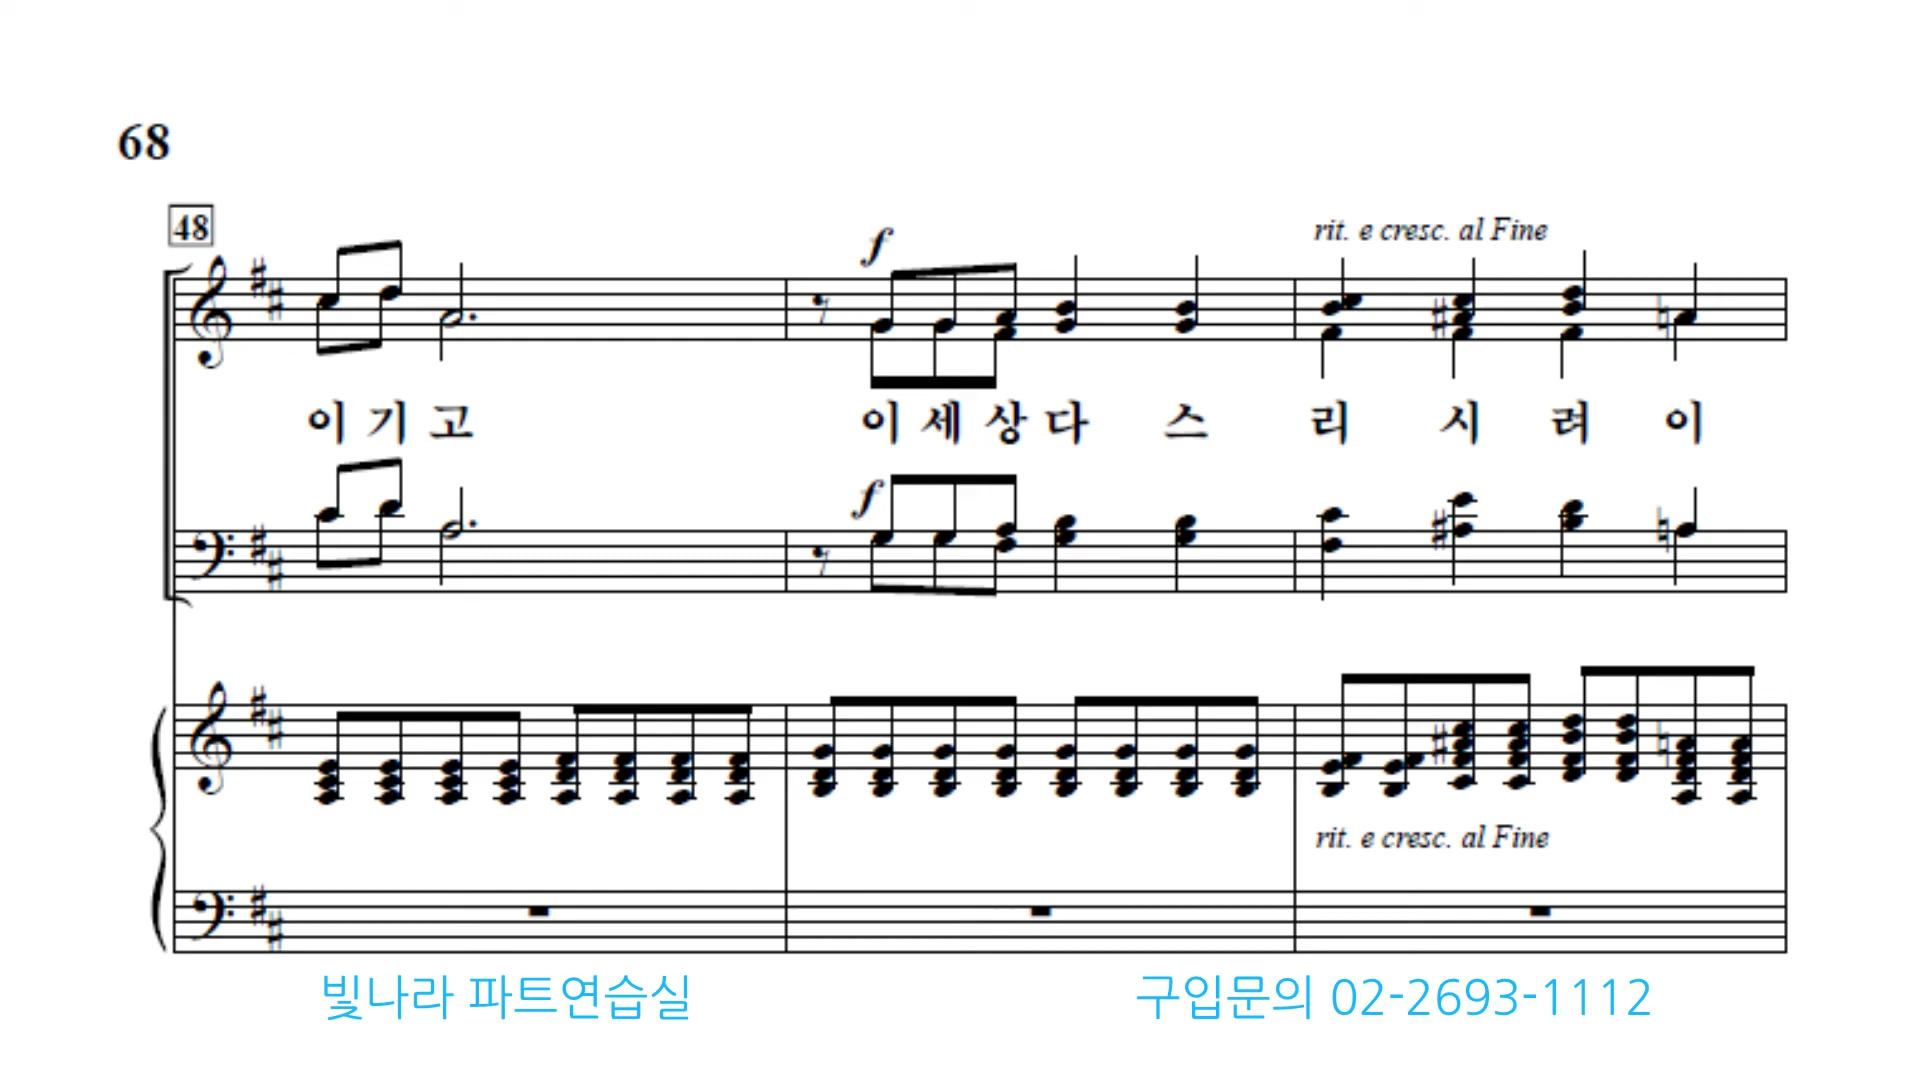 68
48
f
rit. e cresc. al Fine
이 기 고 이 세 상 다 스 리 시 려 이
f
rit. e cresc. al Fine
빛나라 파트연습실 구입문의 02-2693-1112